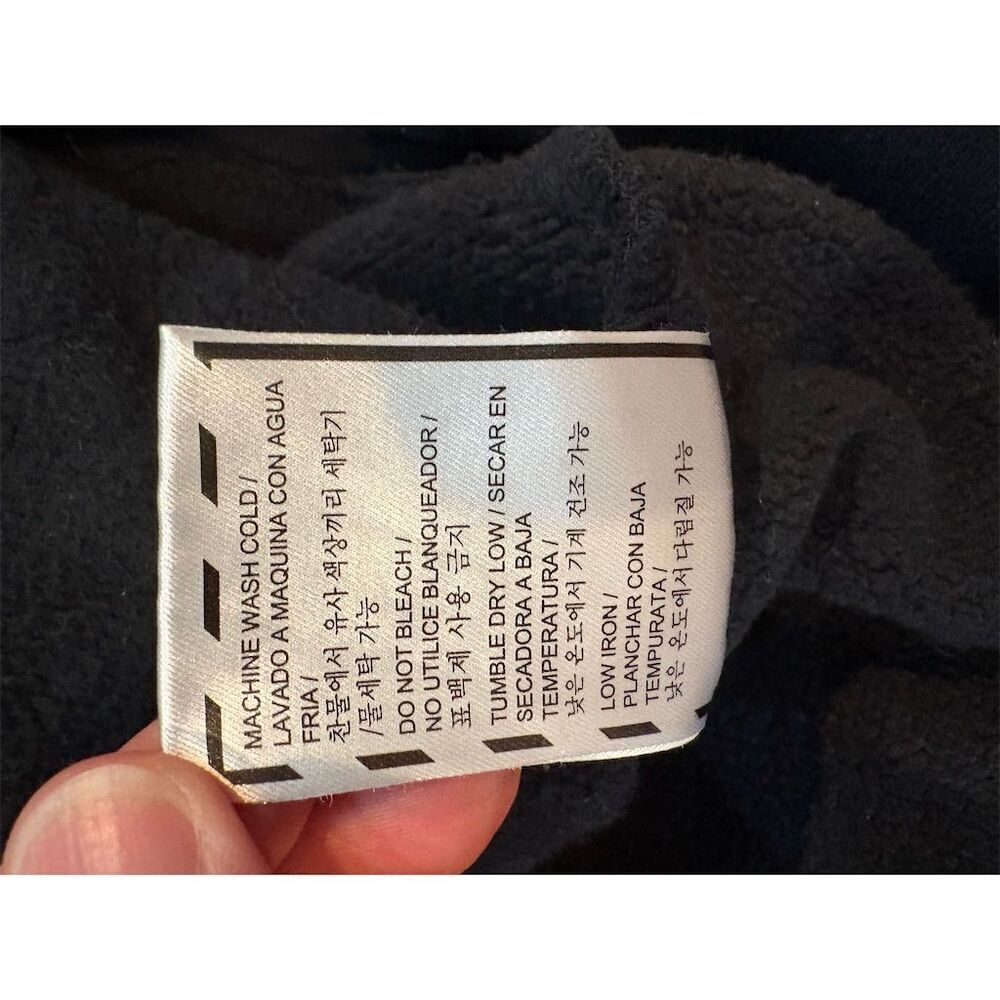 MACHINE WASH COLD /
LAVADO A MAQUINA CON AGUA
FRIA /
찬물에서 유사 색상끼리 세탁기
/물세탁 가능
DO NOT BLEACH /
NO UTILICE BLANQUEADOR /
표백제 사용 금지
TUMBLE DRY LOW / SECAR EN
SECADORA A BAJA
TEMPERATURA /
낮은 온도에서 기계 건조 가능
LOW IRON /
PLANCHAR CON BAJA
TEMPURATA /
낮은 온도에서 다림질 가능